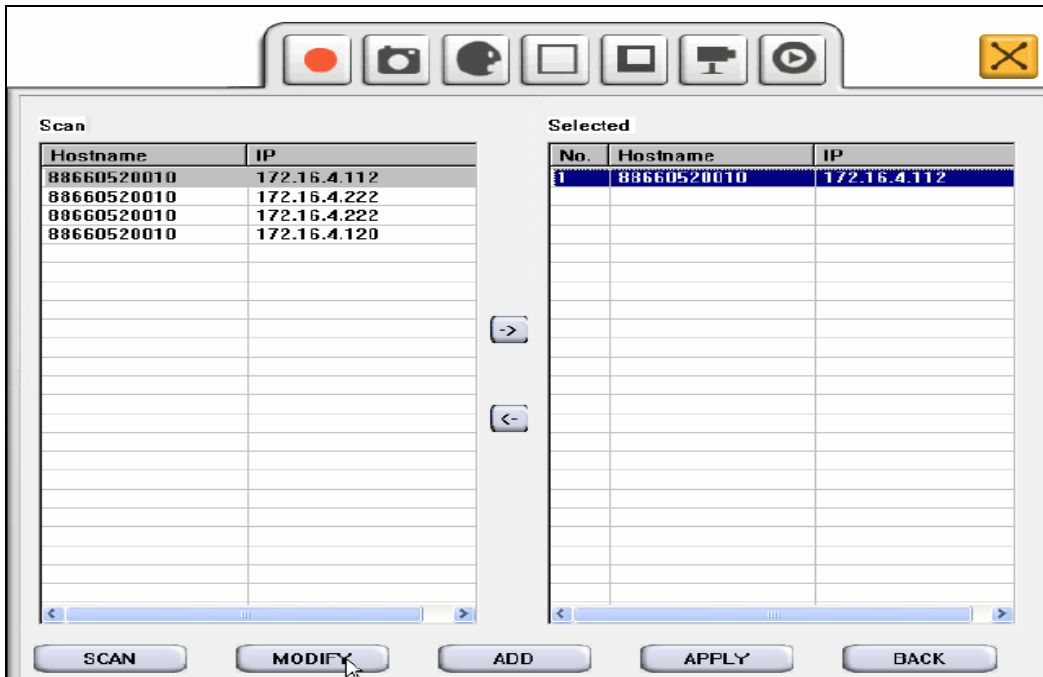 Scan
Selected
Hostname IP
No. Hostname IP
88660520010 172.16.4.112
1 88660520010 172.16.4.112
88660520010 172.16.4.222
88660520010 172.16.4.222
88660520010 172.16.4.120
->
<-
SCAN MODIFY ADD APPLY BACK